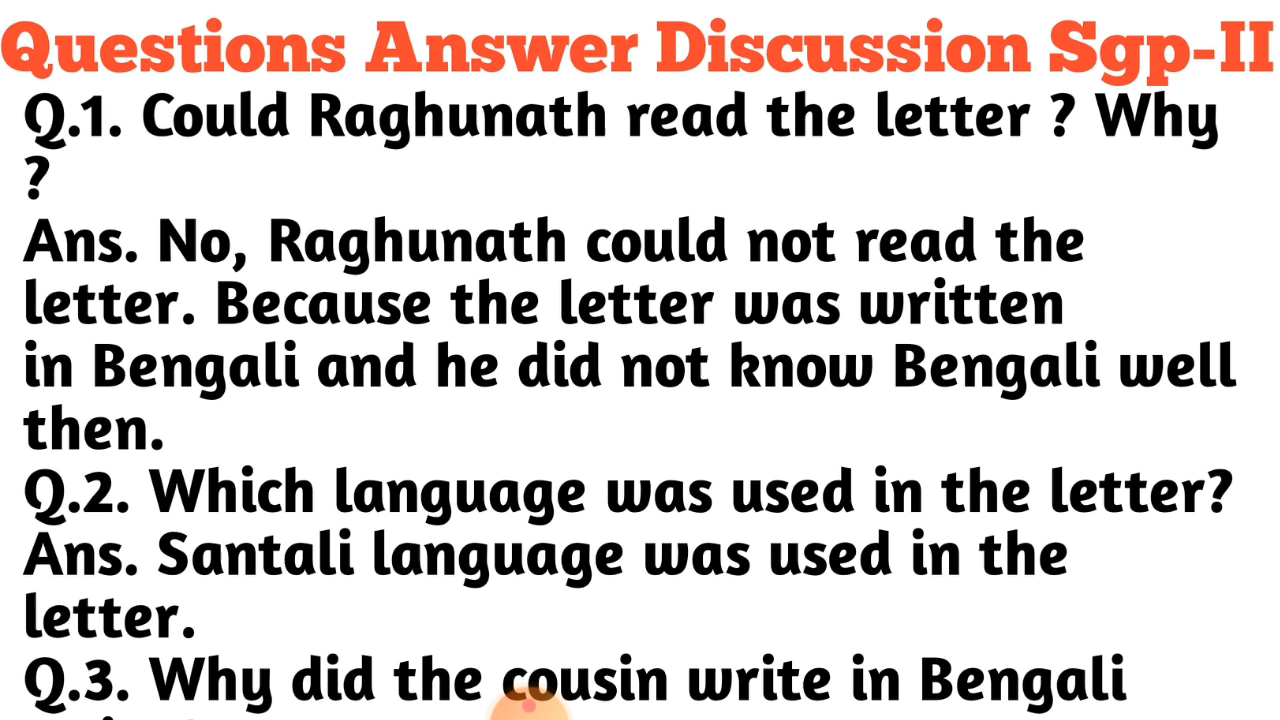 Questions Answer Discussion Sgp-II
Q.1. Could Raghunath read the letter ? Why
?
Ans. No, Raghunath could not read the
letter. Because the letter was written
in Bengali and he did not know Bengali well
then.
Q.2. Which language was used in the letter?
Ans. Santali language was used in the
letter.
Q.3. Why did the cousin write in Bengali